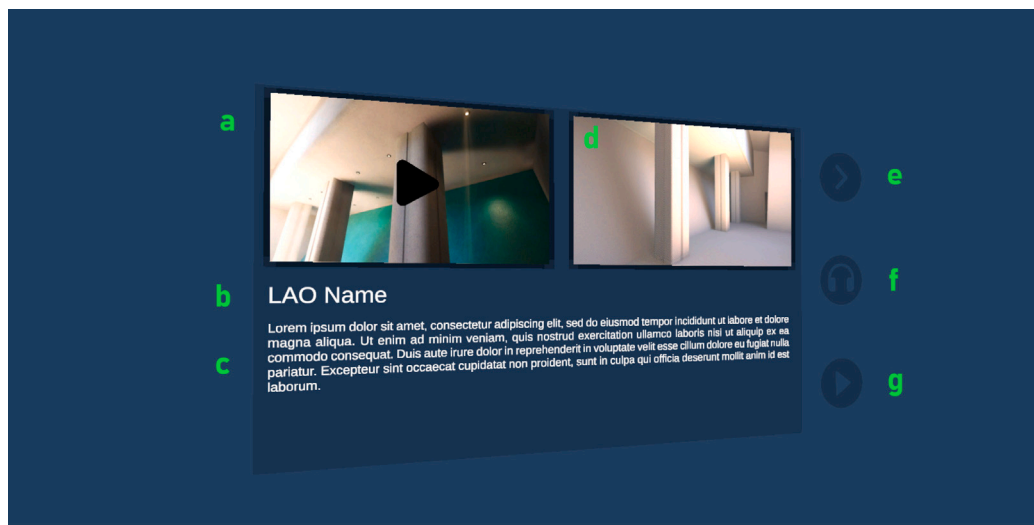 a
d
e
f
b
LAO Name
Lorem ipsum dolor sit amet, consectetur adipiscing elit, sed do eiusmod tempor incididunt ut labore et dolore
magna aliqua. Ut enim ad minim veniam, quis nostrud exercitation ullamco laboris nisi ut aliquip ex ea
commodo consequat. Duis aute irure dolor in reprehenderit in voluptate velit esse cillum dolore eu fugiat nulla
pariatur. Excepteur sint occaecat cupidatat non proident, sunt in culpa qui officia deserunt mollit anim id est
laborum.
c
g